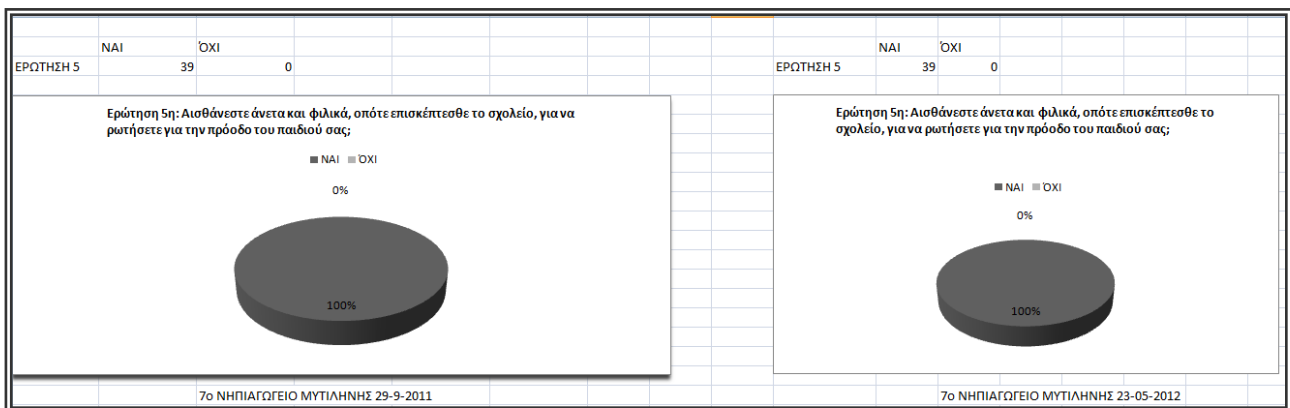 ΝΑΙ ΌΧΙ
ΕΡΩΤΗΣΗ 5 39 0
Ερώτηση 5η: Αισθάνεστε άνετα και φιλικά, οπότε επισκέπτεσθε το σχολείο, για να
ρωτήσετε για την πρόοδο του παιδιού σας;
ΝΑΙ ΌΧΙ
0%
100%
7ο ΝΗΠΙΑΓΩΓΕΙΟ ΜΥΤΙΛΗΝΗΣ 29-9-2011
ΝΑΙ ΌΧΙ
ΕΡΩΤΗΣΗ 5 39 0
Ερώτηση 5η: Αισθάνεστε άνετα και φιλικά, οπότε επισκέπτεσθε το
σχολείο, για να ρωτήσετε για την πρόοδο του παιδιού σας;
ΝΑΙ ΌΧΙ
0%
100%
7ο ΝΗΠΙΑΓΩΓΕΙΟ ΜΥΤΙΛΗΝΗΣ 23-05-2012